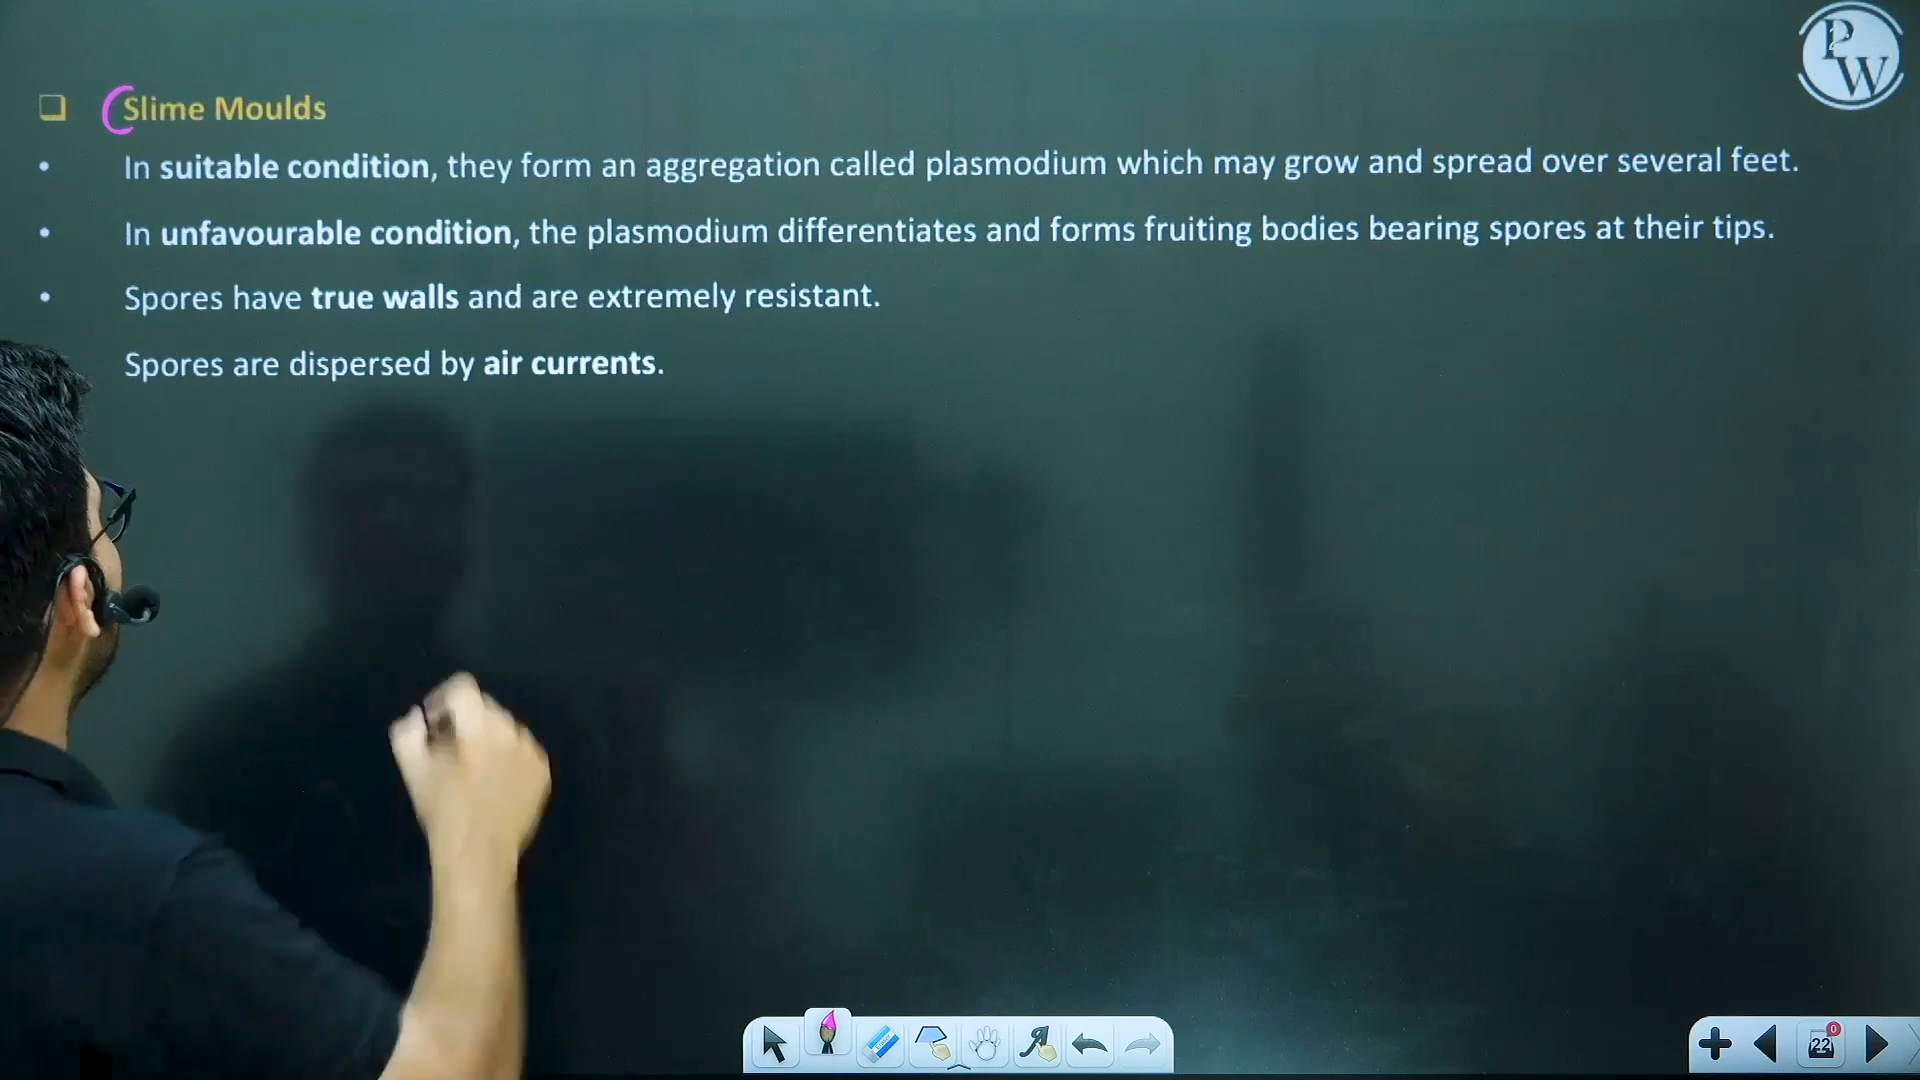 PW
❑ Slime Moulds
• In suitable condition, they form an aggregation called plasmodium which may grow and spread over several feet.
• In unfavourable condition, the plasmodium differentiates and forms fruiting bodies bearing spores at their tips.
• Spores have true walls and are extremely resistant.
Spores are dispersed by air currents.
22
0